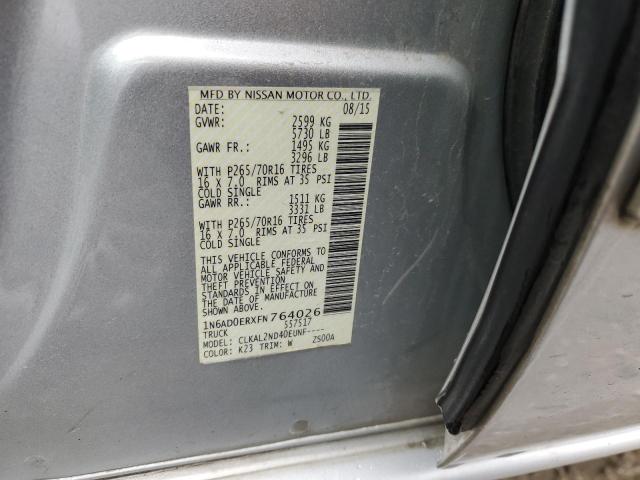 MFD BY NISSAN MOTOR CO., LTD.
DATE: 08/15
GVWR: 2599 KG
5730 LB
GAWR FR.: 1495 KG
3296 LB
WITH P265/70R16 TIRES
16 X 7.0 RIMS AT 35 PSI
COLD SINGLE
GAWR RR.: 1511 KG
3331 LB
WITH P265/70R16 TIRES
16 X 7.0 RIMS AT 35 PSI
COLD SINGLE
THIS VEHICLE CONFORMS TO
ALL APPLICABLE FEDERAL
MOTOR VEHICLE SAFETY AND
THEFT PREVENTION
STANDARDS IN EFFECT ON
THE DATE OF MANUFACTURE
SHOWN ABOVE.
1N6AD0ERXFN764026
TRUCK 557517
MODEL: CLKAL2ND40EUNF----
COLOR: K23 TRIM: W ZS00A